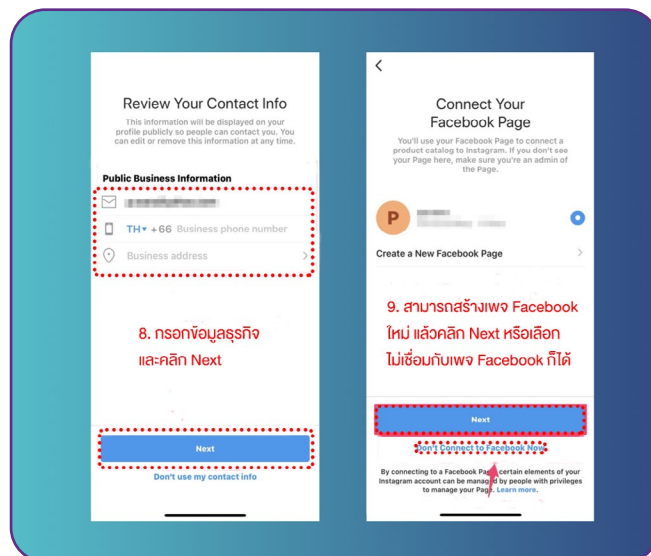 Review Your Contact Info
This information will be displayed on your
profile publicly so people can contact you. You
can edit or remove this information at any time.
Public Business Information
TH +66 Business phone number
Business address
8. กรอกข้อมูลธุรกิจ
และคลิก Next
Next
Don't use my contact info
Connect Your
Facebook Page
You'll use your Facebook Page to connect a
product catalog to Instagram. If you don't see
your Page here, make sure you're an admin of
the Page.
P
Create a New Facebook Page
9. สามารถสร้างเพจ Facebook
ใหม่ แล้วคลิก Next หรือเลือก
ไม่เชื่อมกับเพจ Facebook ก็ได้
Next
Don't Connect to Facebook Now
By connecting to a Facebook Page, certain elements of your
Instagram account can be managed by people with privileges
to manage your Page. Learn more.